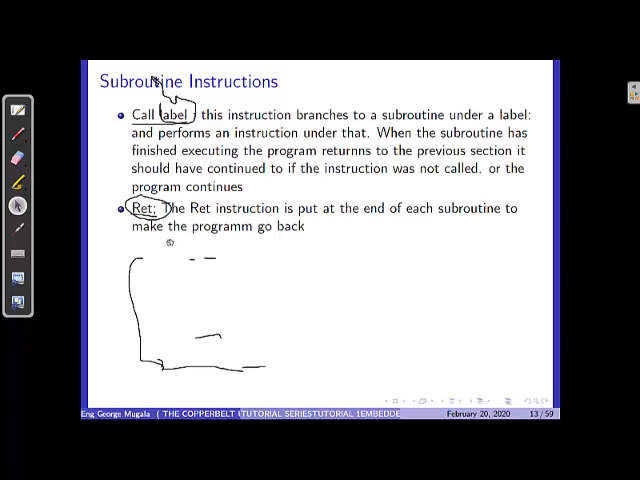 Subroutine Instructions
Call label this instruction branches to a subroutine under a label:
and performs an instruction under that. When the subroutine has
finished executing the program returnns to the previous section it
should have continued to if the instruction was not called. or the
program continues
Ret; The Ret instruction is put at the end of each subroutine to
make the programm go back
Eng George Mugala ( THE COPPERBELT UTUTORIAL SERIESTUTORIAL 1EMBEDDE
February 20, 2020
13 / 59